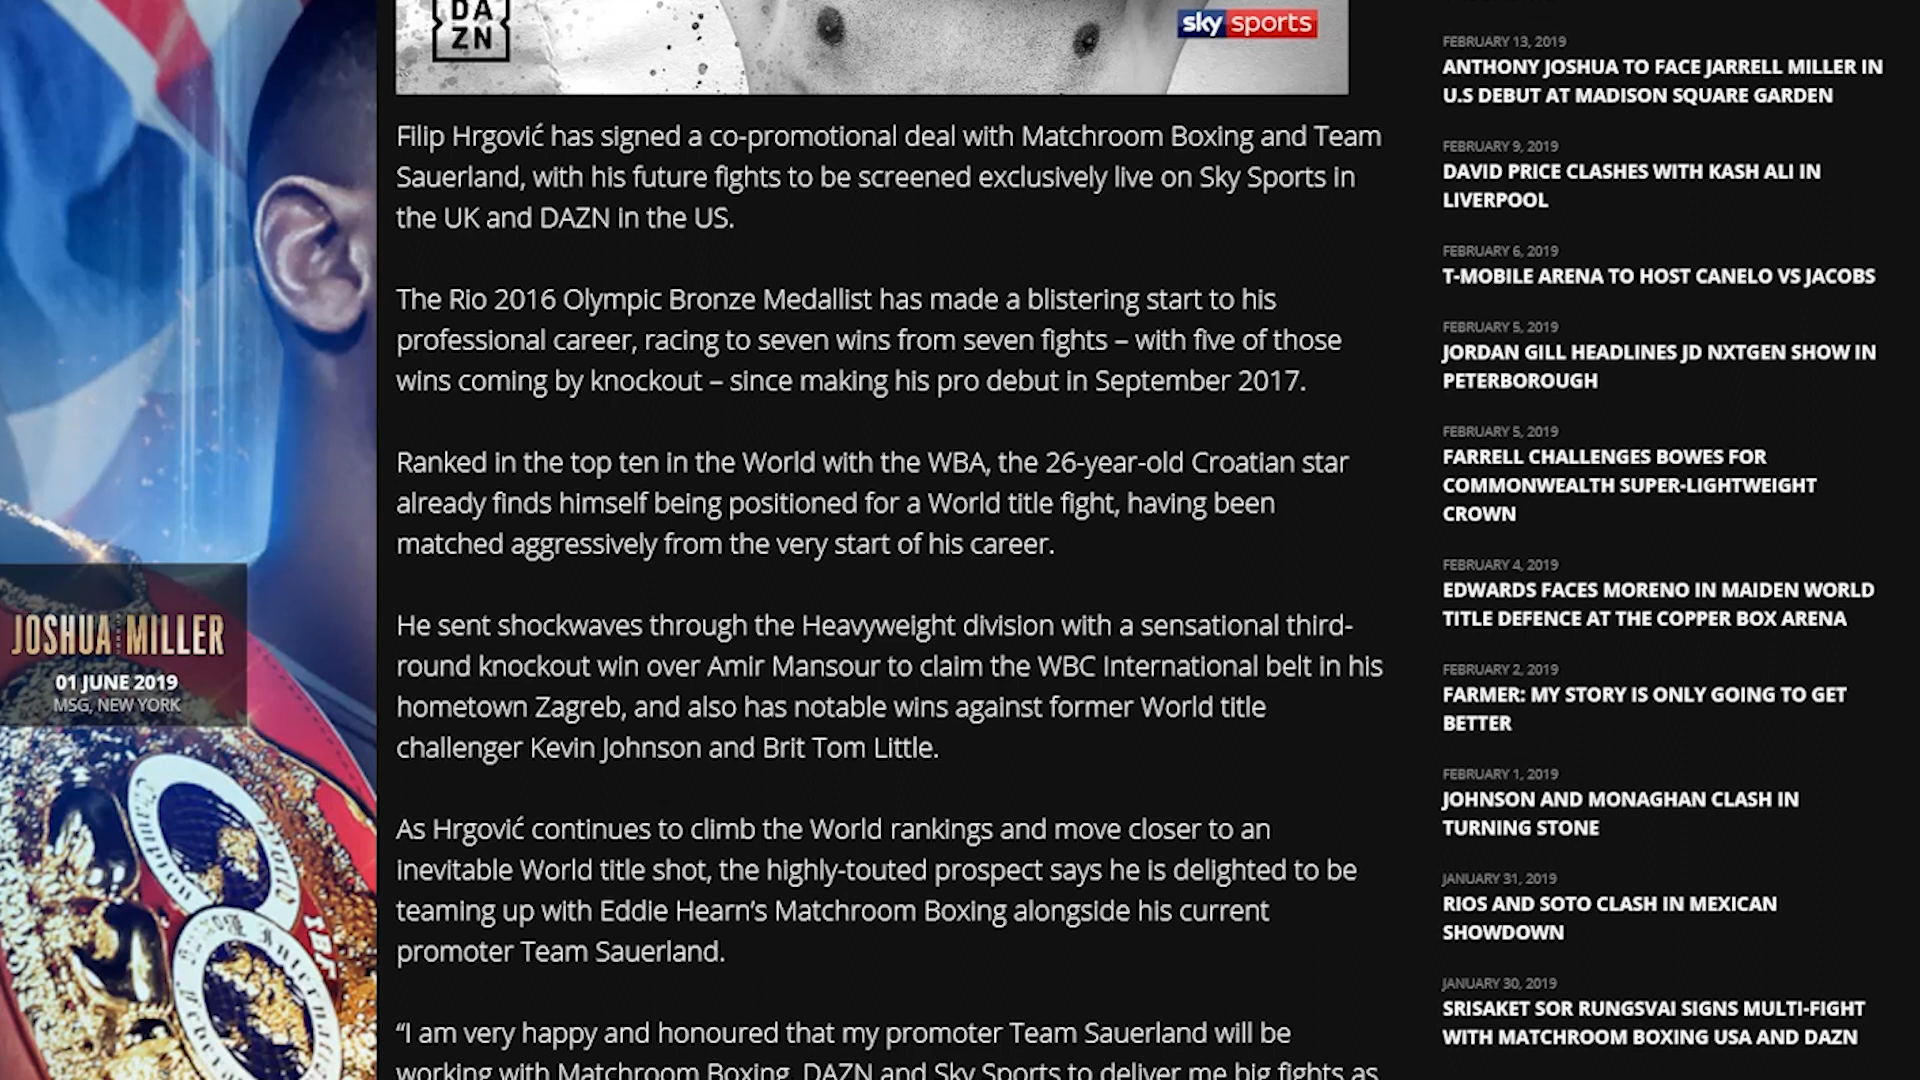 DA
ZN
sky sports
Filip Hrgović has signed a co-promotional deal with Matchroom Boxing and Team
Sauerland, with his future fights to be screened exclusively live on Sky Sports in
the UK and DAZN in the US.
The Rio 2016 Olympic Bronze Medallist has made a blistering start to his
professional career, racing to seven wins from seven fights – with five of those
wins coming by knockout – since making his pro debut in September 2017.
Ranked in the top ten in the World with the WBA, the 26-year-old Croatian star
already finds himself being positioned for a World title fight, having been
matched aggressively from the very start of his career.
He sent shockwaves through the Heavyweight division with a sensational third-
round knockout win over Amir Mansour to claim the WBC International belt in his
hometown Zagreb, and also has notable wins against former World title
challenger Kevin Johnson and Brit Tom Little.
As Hrgović continues to climb the World rankings and move closer to an
inevitable World title shot, the highly-touted prospect says he is delighted to be
teaming up with Eddie Hearn’s Matchroom Boxing alongside his current
promoter Team Sauerland.
“I am very happy and honoured that my promoter Team Sauerland will be
working with Matchroom Boxing, DAZN and Sky Sports to deliver me big fights as
JOSHUA VERSUS MILLER
01 JUNE 2019
MSG, NEW YORK
FEBRUARY 13, 2019
ANTHONY JOSHUA TO FACE JARRELL MILLER IN
U.S DEBUT AT MADISON SQUARE GARDEN
FEBRUARY 9, 2019
DAVID PRICE CLASHES WITH KASH ALI IN
LIVERPOOL
FEBRUARY 6, 2019
T-MOBILE ARENA TO HOST CANELO VS JACOBS
FEBRUARY 5, 2019
JORDAN GILL HEADLINES JD NXTGEN SHOW IN
PETERBOROUGH
FEBRUARY 5, 2019
FARRELL CHALLENGES BOWES FOR
COMMONWEALTH SUPER-LIGHTWEIGHT
CROWN
FEBRUARY 4, 2019
EDWARDS FACES MORENO IN MAIDEN WORLD
TITLE DEFENCE AT THE COPPER BOX ARENA
FEBRUARY 2, 2019
FARMER: MY STORY IS ONLY GOING TO GET
BETTER
FEBRUARY 1, 2019
JOHNSON AND MONAGHAN CLASH IN
TURNING STONE
JANUARY 31, 2019
RIOS AND SOTO CLASH IN MEXICAN
SHOWDOWN
JANUARY 30, 2019
SRISAKET SOR RUNGSVAI SIGNS MULTI-FIGHT
WITH MATCHROOM BOXING USA AND DAZN